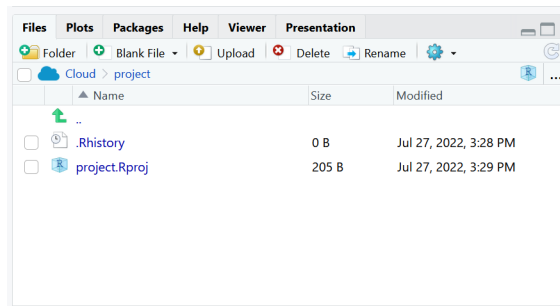 Files Plots Packages Help Viewer Presentation
Folder Blank File Upload Delete Rename
Cloud > project R ...
Name Size Modified
..
.Rhistory 0 B Jul 27, 2022, 3:28 PM
R project.Rproj 205 B Jul 27, 2022, 3:29 PM